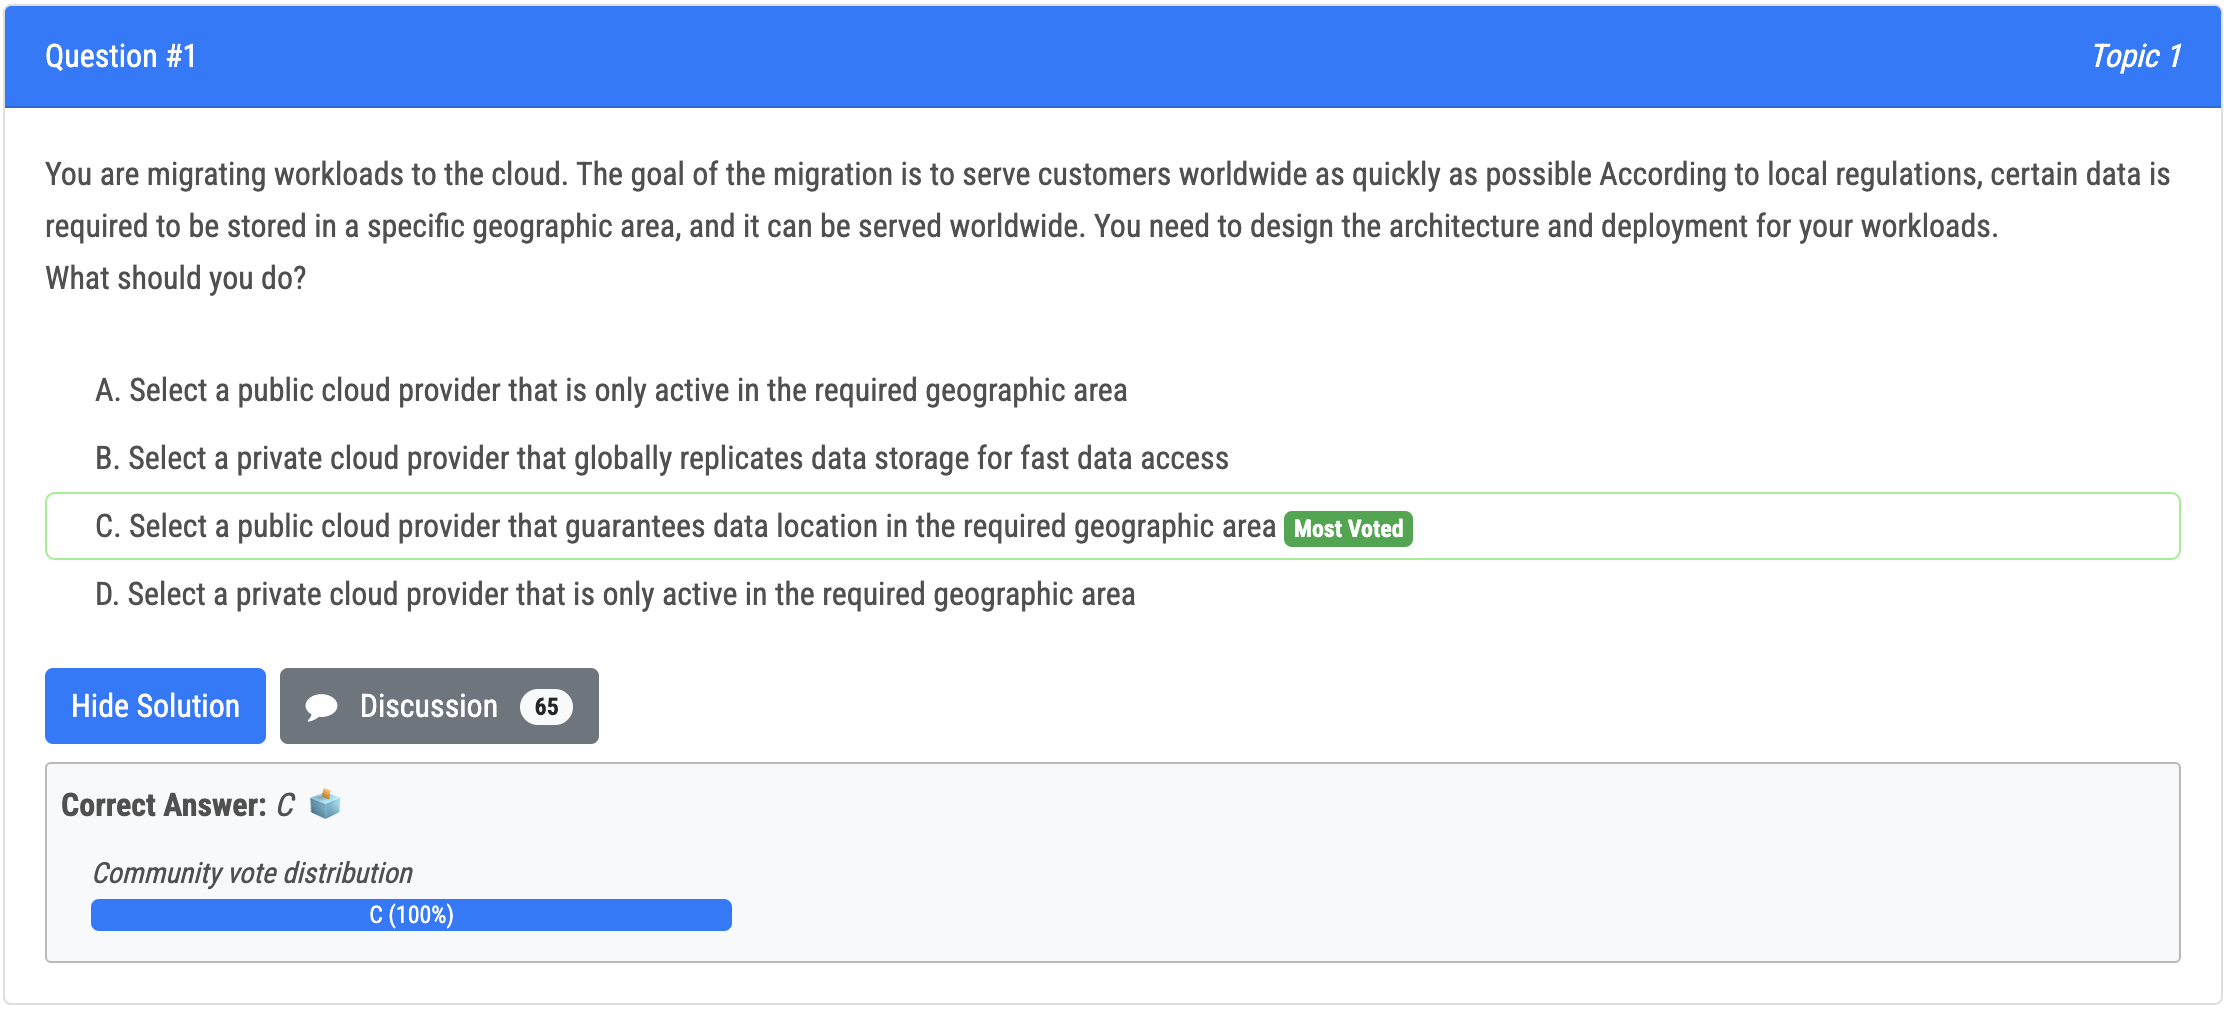 Question #1
Topic 1
You are migrating workloads to the cloud. The goal of the migration is to serve customers worldwide as quickly as possible According to local regulations, certain data is
required to be stored in a specific geographic area, and it can be served worldwide. You need to design the architecture and deployment for your workloads.
What should you do?
A. Select a public cloud provider that is only active in the required geographic area
B. Select a private cloud provider that globally replicates data storage for fast data access
C. Select a public cloud provider that guarantees data location in the required geographic area Most Voted
D. Select a private cloud provider that is only active in the required geographic area
Hide Solution
Discussion 65
Correct Answer: C
Community vote distribution
C (100%)